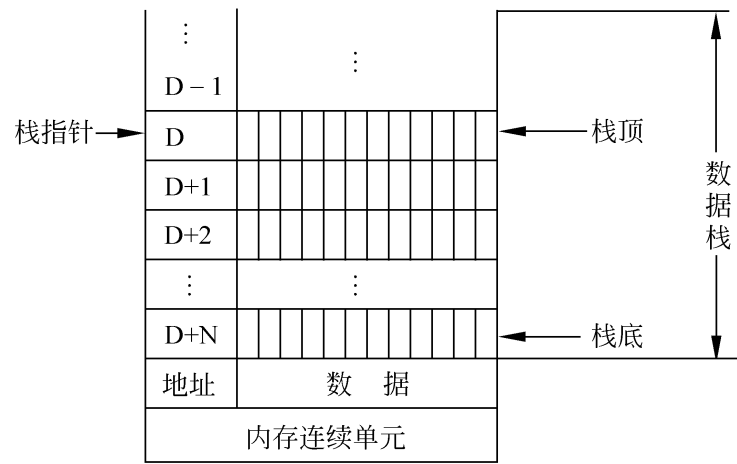 ⋮
⋮
D－1
栈指针
D
栈顶
D+1
D+2
数据栈
⋮
⋮
D+N
栈底
地址
数 据
内存连续单元